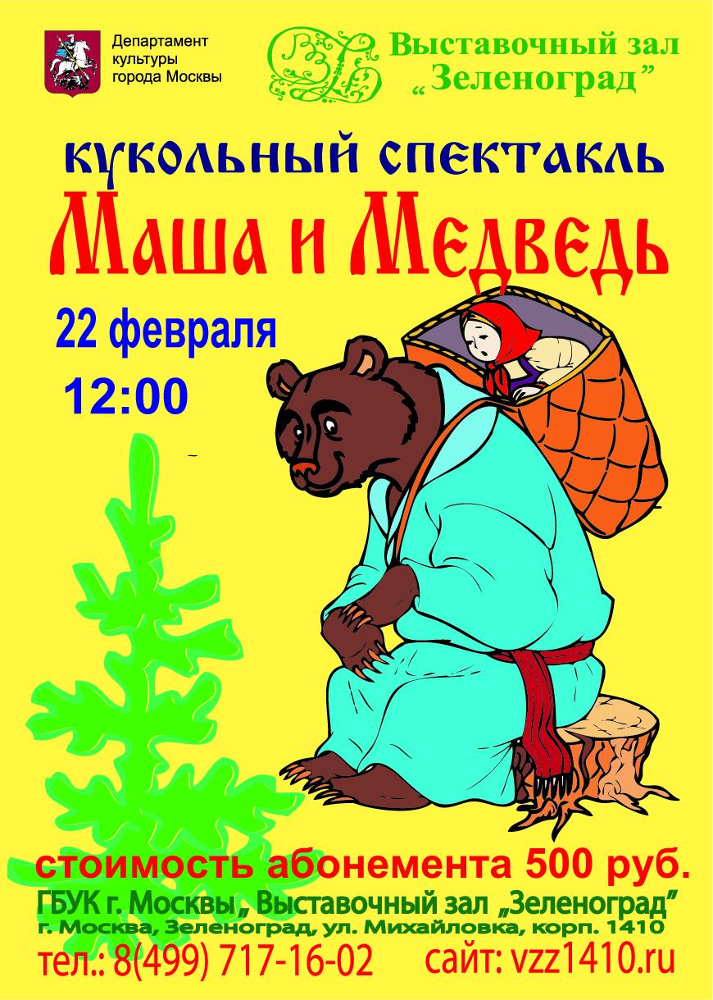 Департамент
культуры
города Москвы
Выставочный зал
„Зеленоград”
кукольный спектакль
Маша и Медведь
22 февраля
12:00
стоимость абонемента 500 руб.
ГБУК г. Москвы„ Выставочный зал „Зеленоград”
г. Москва, Зеленоград, ул. Михайловка, корп. 1410
тел.: 8(499) 717-16-02
сайт: vzz1410.ru